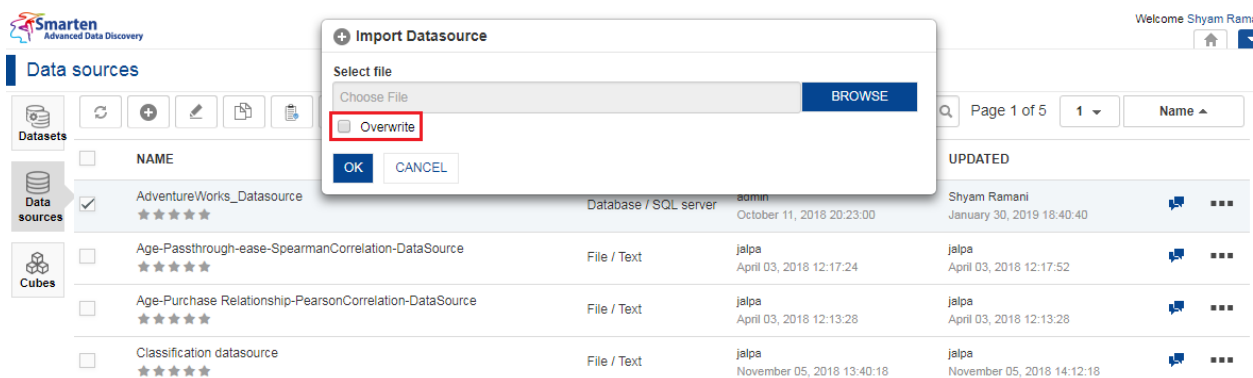 Smarten
Advanced Data Discovery
Welcome Shyam
Data sources
Import Datasource
Select file
Choose File
BROWSE
Overwrite
OK
CANCEL
Page 1 of 5
1
Name
Datasets
Data
sources
Cubes
NAME
UPDATED
AdventureWorks_Datasource
Database / SQL server
admin
October 11, 2018 20:23:00
Shyam Ramani
January 30, 2019 18:40:40
Age-Passthrough-ease-SpearmanCorrelation-DataSource
File / Text
jalpa
April 03, 2018 12:17:24
jalpa
April 03, 2018 12:17:52
Age-Purchase Relationship-PearsonCorrelation-DataSource
File / Text
jalpa
April 03, 2018 12:13:28
jalpa
April 03, 2018 12:13:28
Classification datasource
File / Text
jalpa
November 05, 2018 13:40:18
jalpa
November 05, 2018 14:12:18